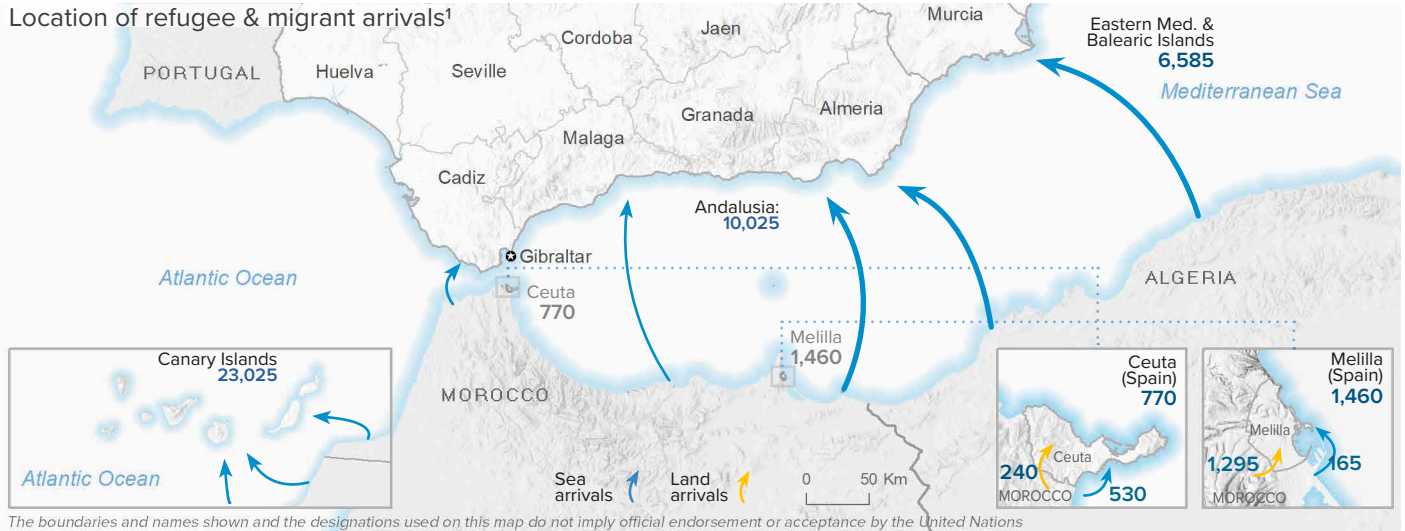 Location of refugee & migrant arrivals¹
Murcia
Eastern Med. &
Balearic Islands
6,585
Jaen
Cordoba
PORTUGAL
Huelva
Seville
Mediterranean Sea
Granada
Almeria
Malaga
Cadiz
Andalusia:
10,025
Gibraltar
Atlantic Ocean
ALGERIA
Ceuta
770
Melilla
1,460
MOROCCO
Canary Islands
23,025
Atlantic Ocean
Sea
arrivals
Land
arrivals
0 50 Km
Ceuta
(Spain)
770
Ceuta
240
MOROCCO
530
Melilla
(Spain)
1,460
Melilla
1,295
165
MOROCCO
The boundaries and names shown and the designations used on this map do not imply official endorsement or acceptance by the United Nations